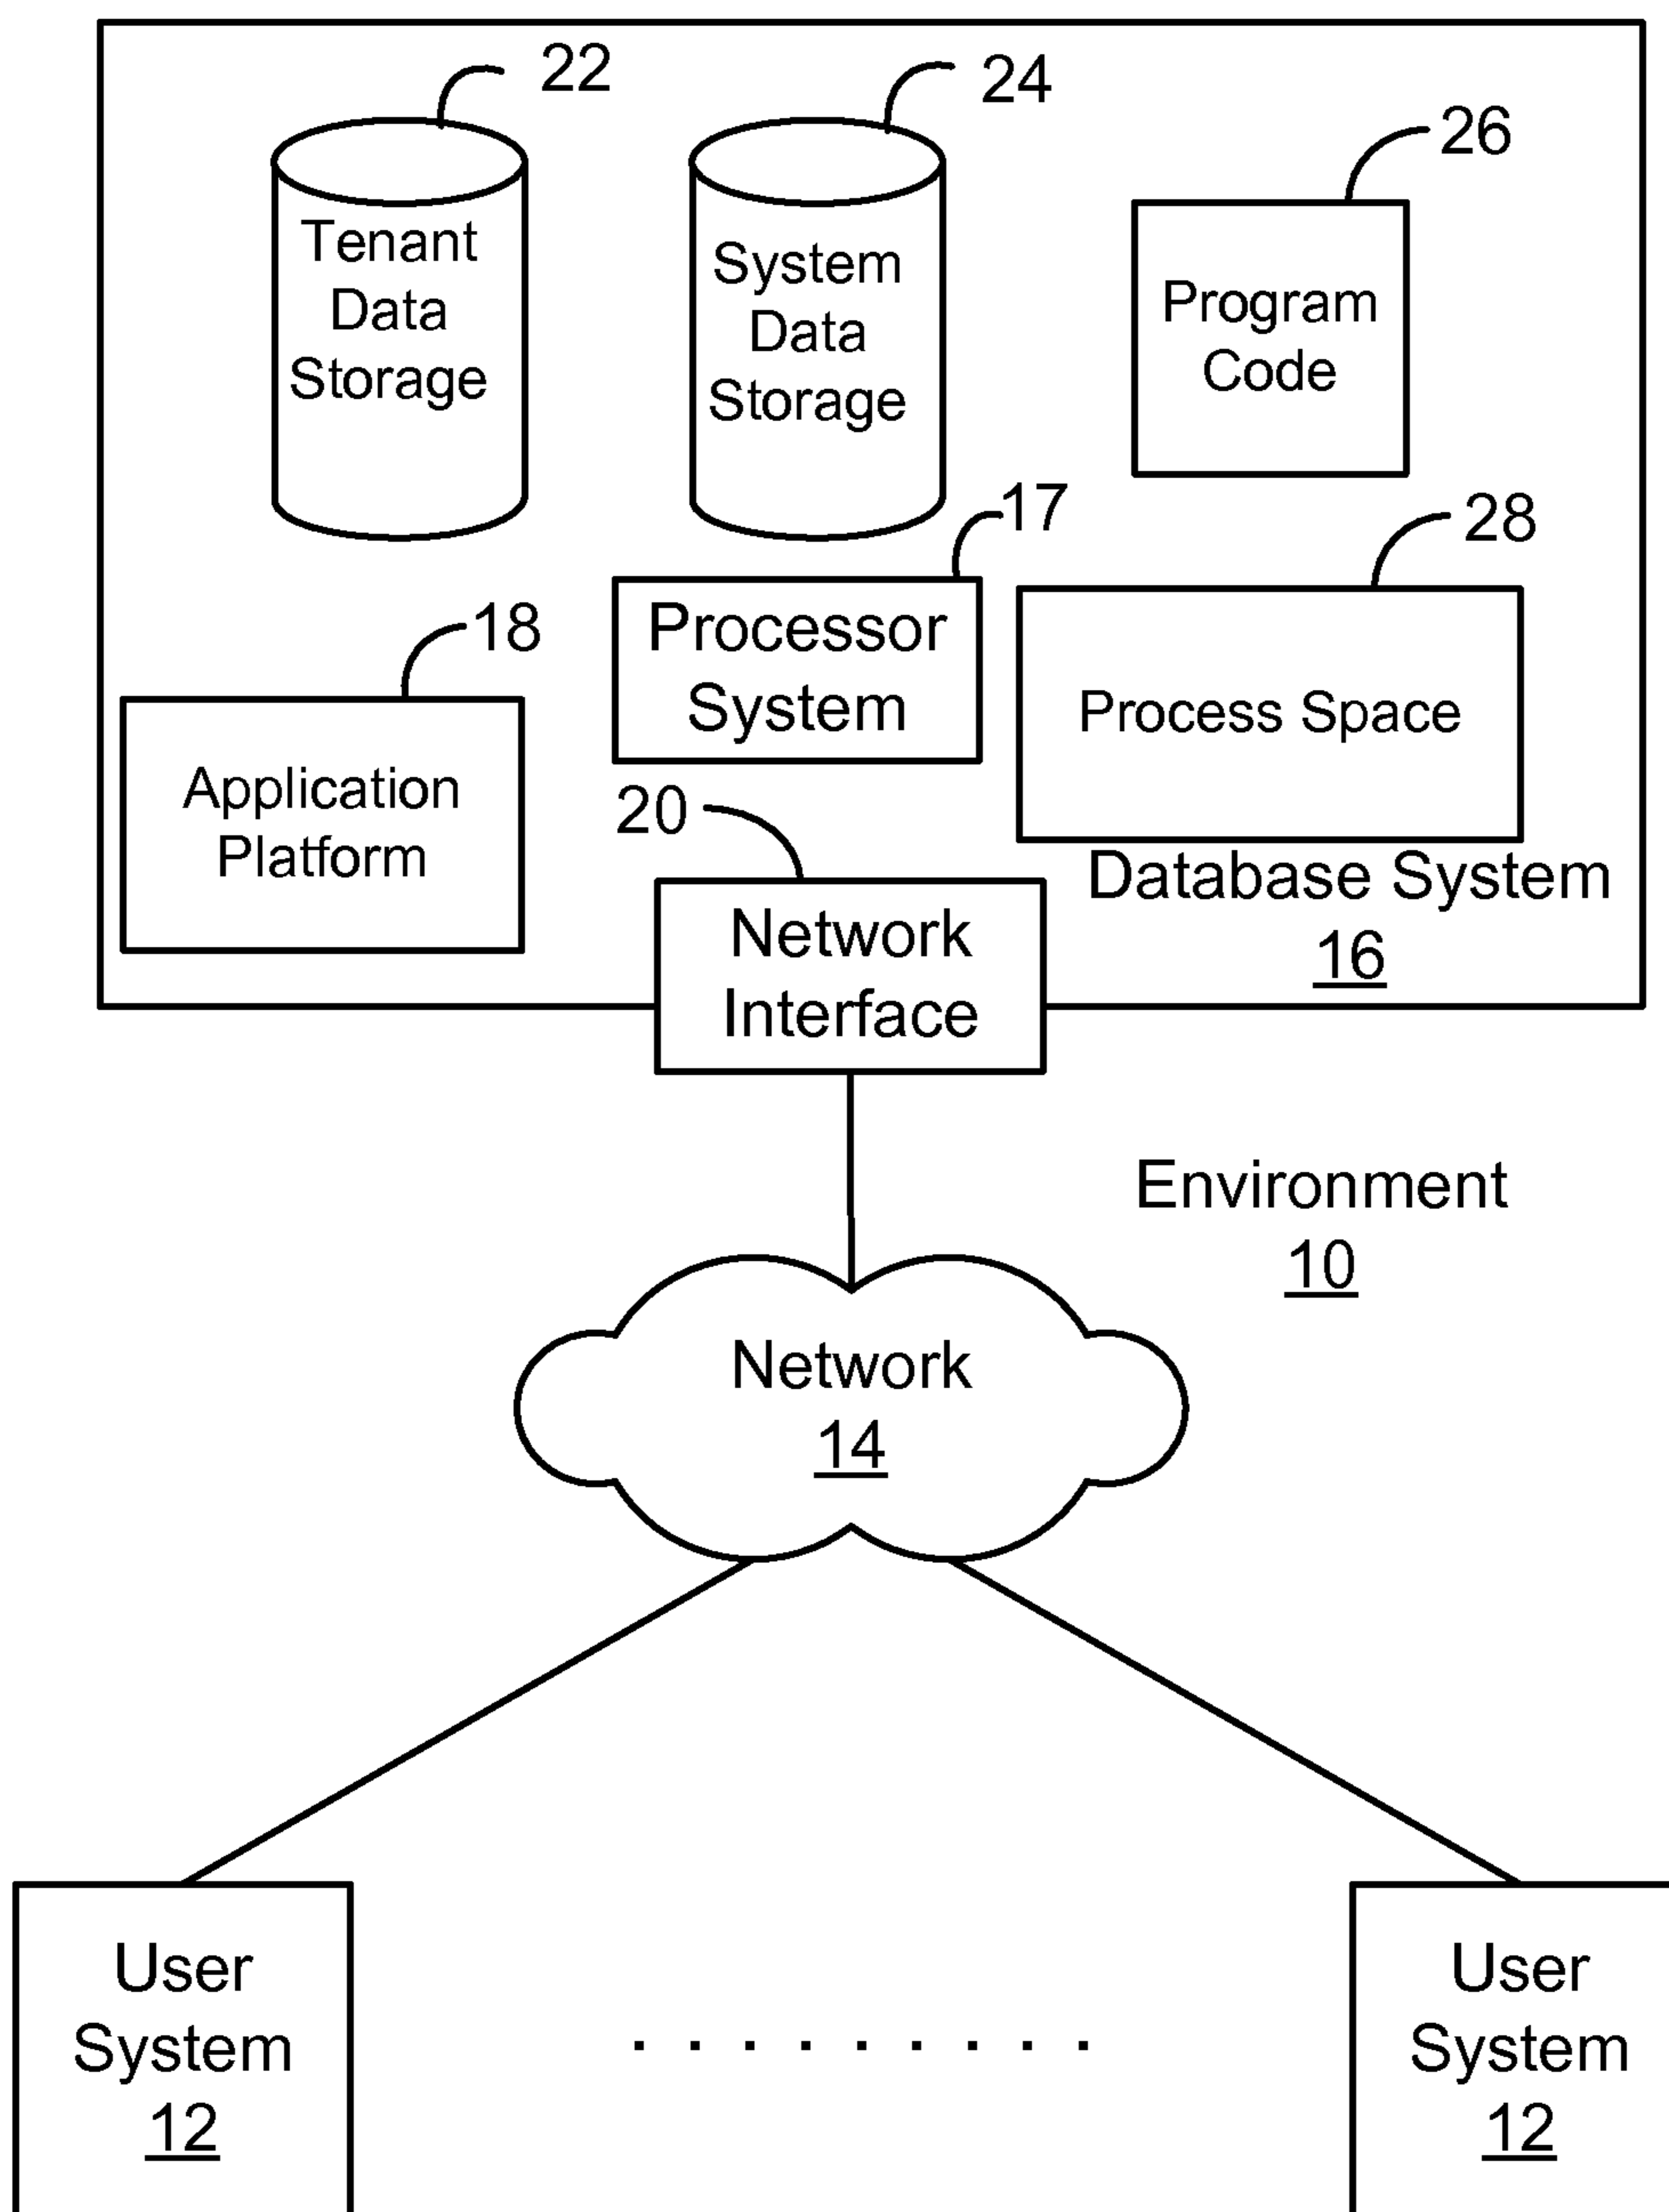 22
24
26
Tenant
Data
Storage
System
Data
Storage
Program
Code
17
28
18
Processor
System
Process Space
Application
Platform
20
Database System
16
Network
Interface
Environment
10
Network
14
User
System
12
. . . . . . . . .
User
System
12